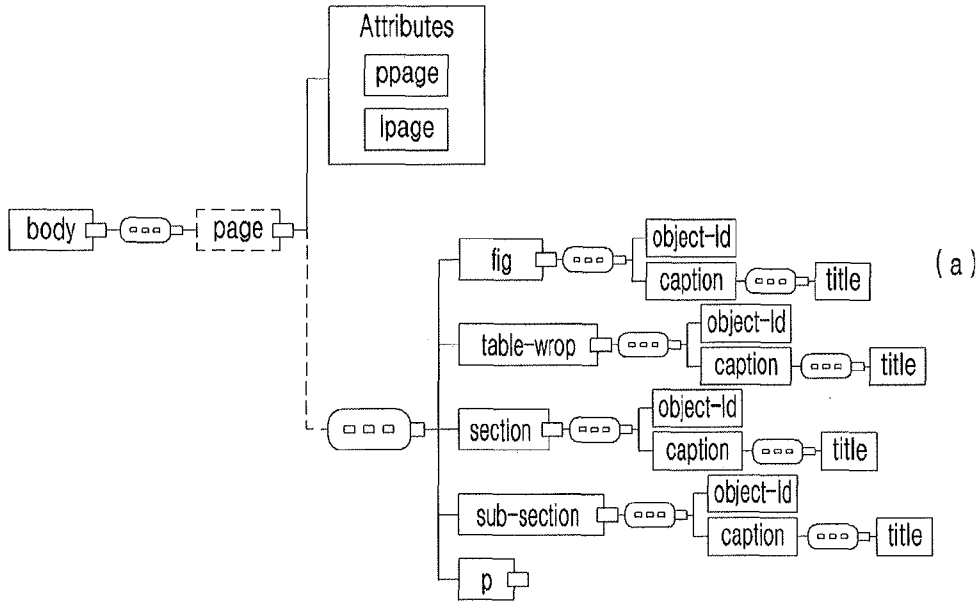 Attributes
ppage
lpage
body
page
fig
object-Id
caption
title
(a)
table-wrop
object-Id
caption
title
section
object-Id
caption
title
sub-section
object-Id
caption
title
p